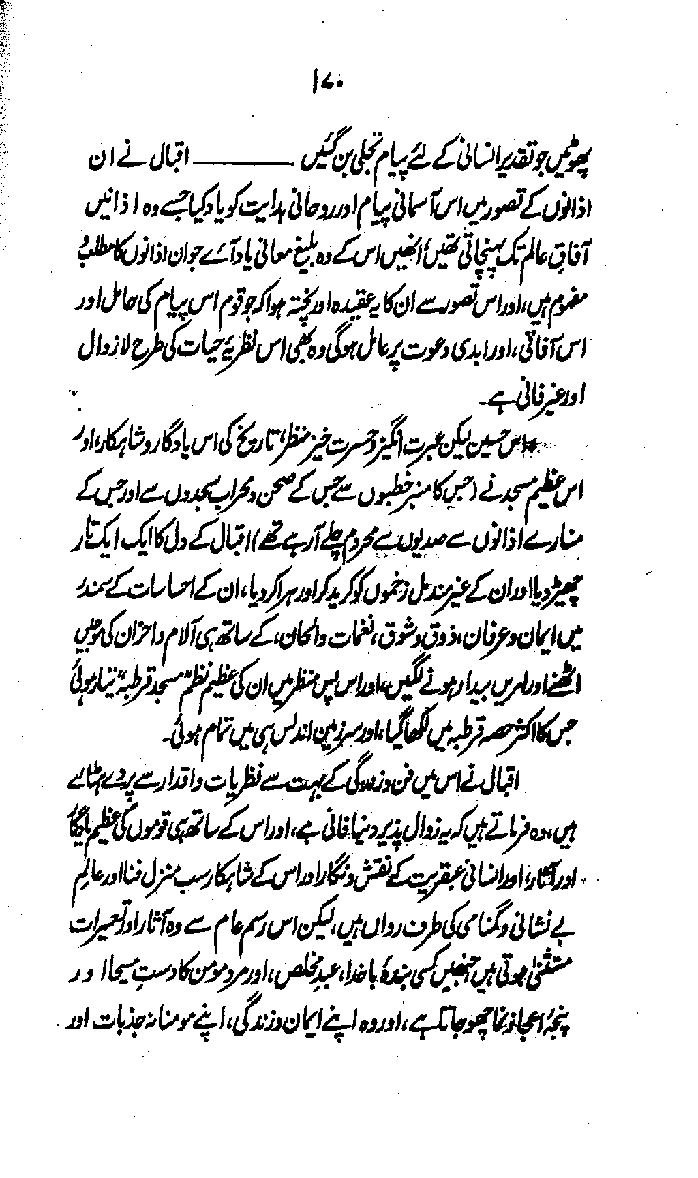 ۱۷۰
پھوٹیں جو تقدیر انسانی کے لئے پیام تجلی بن گئیں ـــــــــــــ اقبال نے ان
اذانوں کے تصور میں اس آسمانی پیام اور روحانی ہدایت کو یاد کیا جسے وہ اذانیں
آفاقِ عالم تک پہنچاتی تھیں، انھیں اس کے وہ بلیغ معانی یاد آئے جو ان اذانوں کا مطلب و
مفہوم ہیں، اور اس تصور سے ان کا یہ عقیدہ اور پختہ ہوا کہ جو قوم اس پیام کی حامل اور
اس آفاقی، اور ابدی دعوت پر عامل ہوگی وہ بھی اس نظریۂ حیات کی طرح لازوال
اور غیر فانی ہے۔
اس حسین لیکن عبرت انگیز و حسرت خیز منظر، تاریخ کی اس یادگار و شاہکار، اور
اس عظیم مسجد نے (جس کا منبر خطبوں سے جس کے صحن و محراب سجدوں سے اور جس کے
منارے اذانوں سے صدیوں سے محروم چلے آرہے تھے) اقبال کے دل کا ایک ایک تار
چھیڑ دیا اور ان کے غیر مندمل زخموں کو کرید کر اور ہرا کر دیا، ان کے احساسات کے سمندر
میں ایمان و عرفان، ذوق و شوق، نغمات و الحان، کے ساتھ ہی آلام و احزان کی موجیں
اٹھنے اور لہریں بیدار ہونے لگیں، اور اس پس منظر میں ان کی عظیم نظم "مسجد قرطبہ" تیار ہوئی
جس کا اکثر حصہ قرطبہ میں لکھا گیا، اور سرزمین اندلس ہی میں تمام ہوئی۔
اقبال نے اس میں فن و زندگی کے بہت سے نظریات و اقدار سے پردے ہٹائے
ہیں، وہ فرماتے ہیں کہ یہ زوال پذیر دنیا فانی ہے، اور اس کے ساتھ ہی قوموں کی عظیم یادگار
اور آثار، اور انسانی عبقریت کے نقش و نگار اور اس کے شاہکار سب منزل فنا اور عالمِ
بے نشانی و گمنامی کی طرف رواں ہیں، لیکن اس رسم عام سے وہ آثار اور تعمیرات
مستثنیٰ ہوتی ہیں جنھیں کسی بندۂ باخدا، عبدِ مخلص، اور مرد مومن کا دستِ مسیحا اور
پنجۂ اعجاز نما چھو جاتا ہے، اور وہ اپنے ایمان و زندگی، اپنے مومنانہ جذبات اور